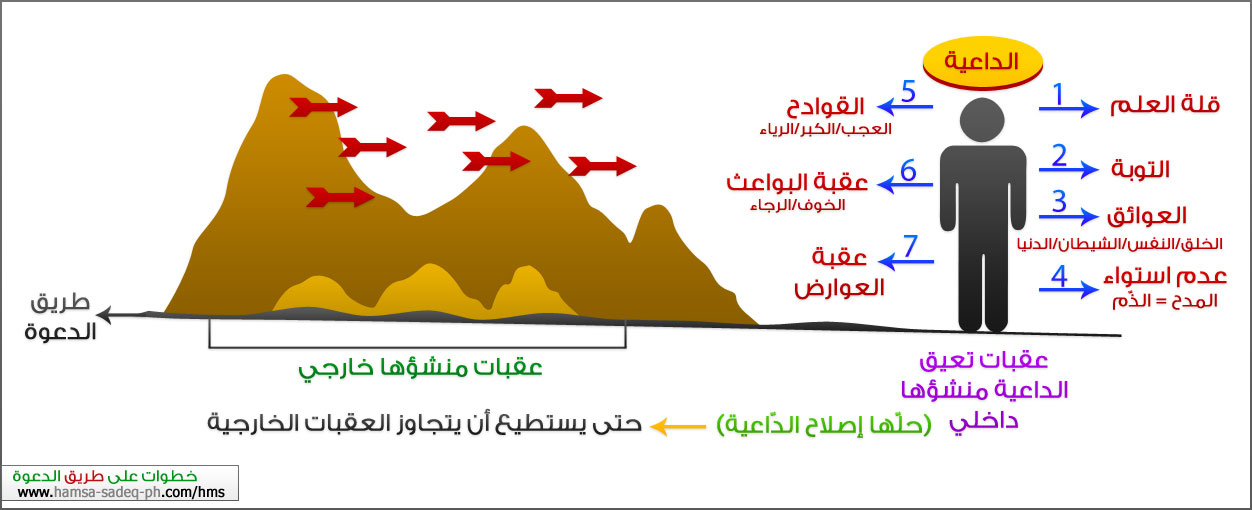 الداعية
1
قلة العلم
2
التوبة
3
العوائق
الخلق/النفس/الشيطان/الدنيا
4
عدم استواء
المدح = الذّم
5
القوادح
العجب/الكبر/الرياء
6
عقبة البواعث
الخوف/الرجاء
7
عقبة
العوارض
طريق
الدعوة
عقبات منشؤها خارجي
عقبات تعيق
الداعية منشؤها
داخلي
(حلّها إصلاح الدّاعية)
حتى يستطيع أن يتجاوز العقبات الخارجية
خطوات على طريق الدعوة
www.hamsa-sadeq-ph.com/hms